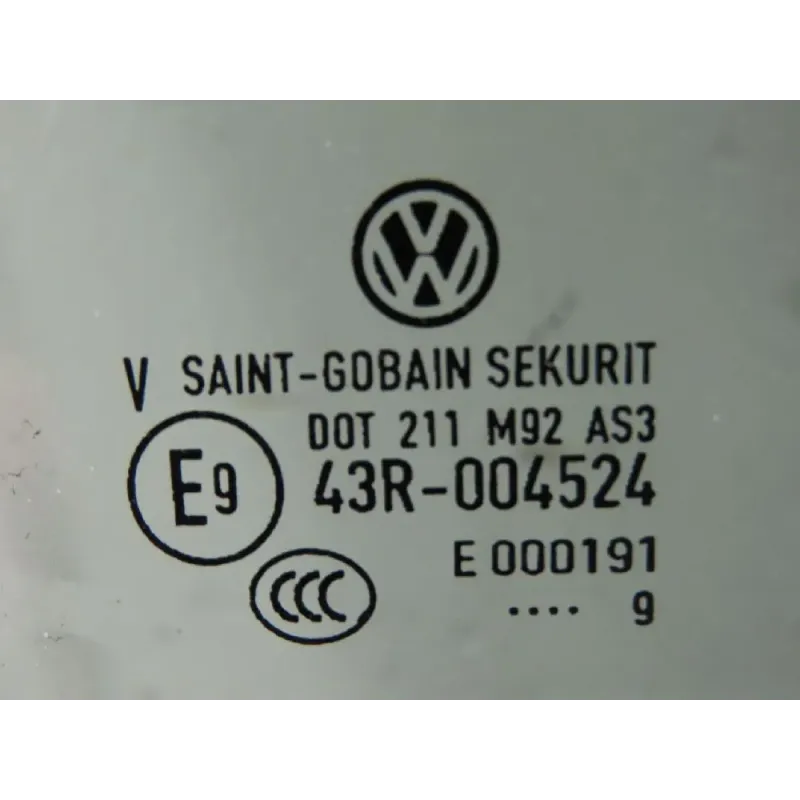 V SAINT-GOBAIN SEKURIT
DOT 211 M92 AS3
E9 43R-004524
E 000191
CCC
.... 9